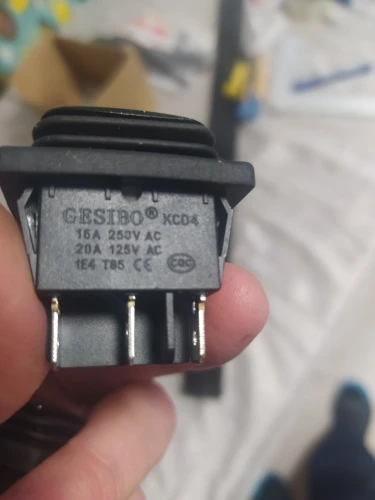 GESIBO® KCD4
16A 250V AC
20A 125V AC
1E4 T85 CE CQC